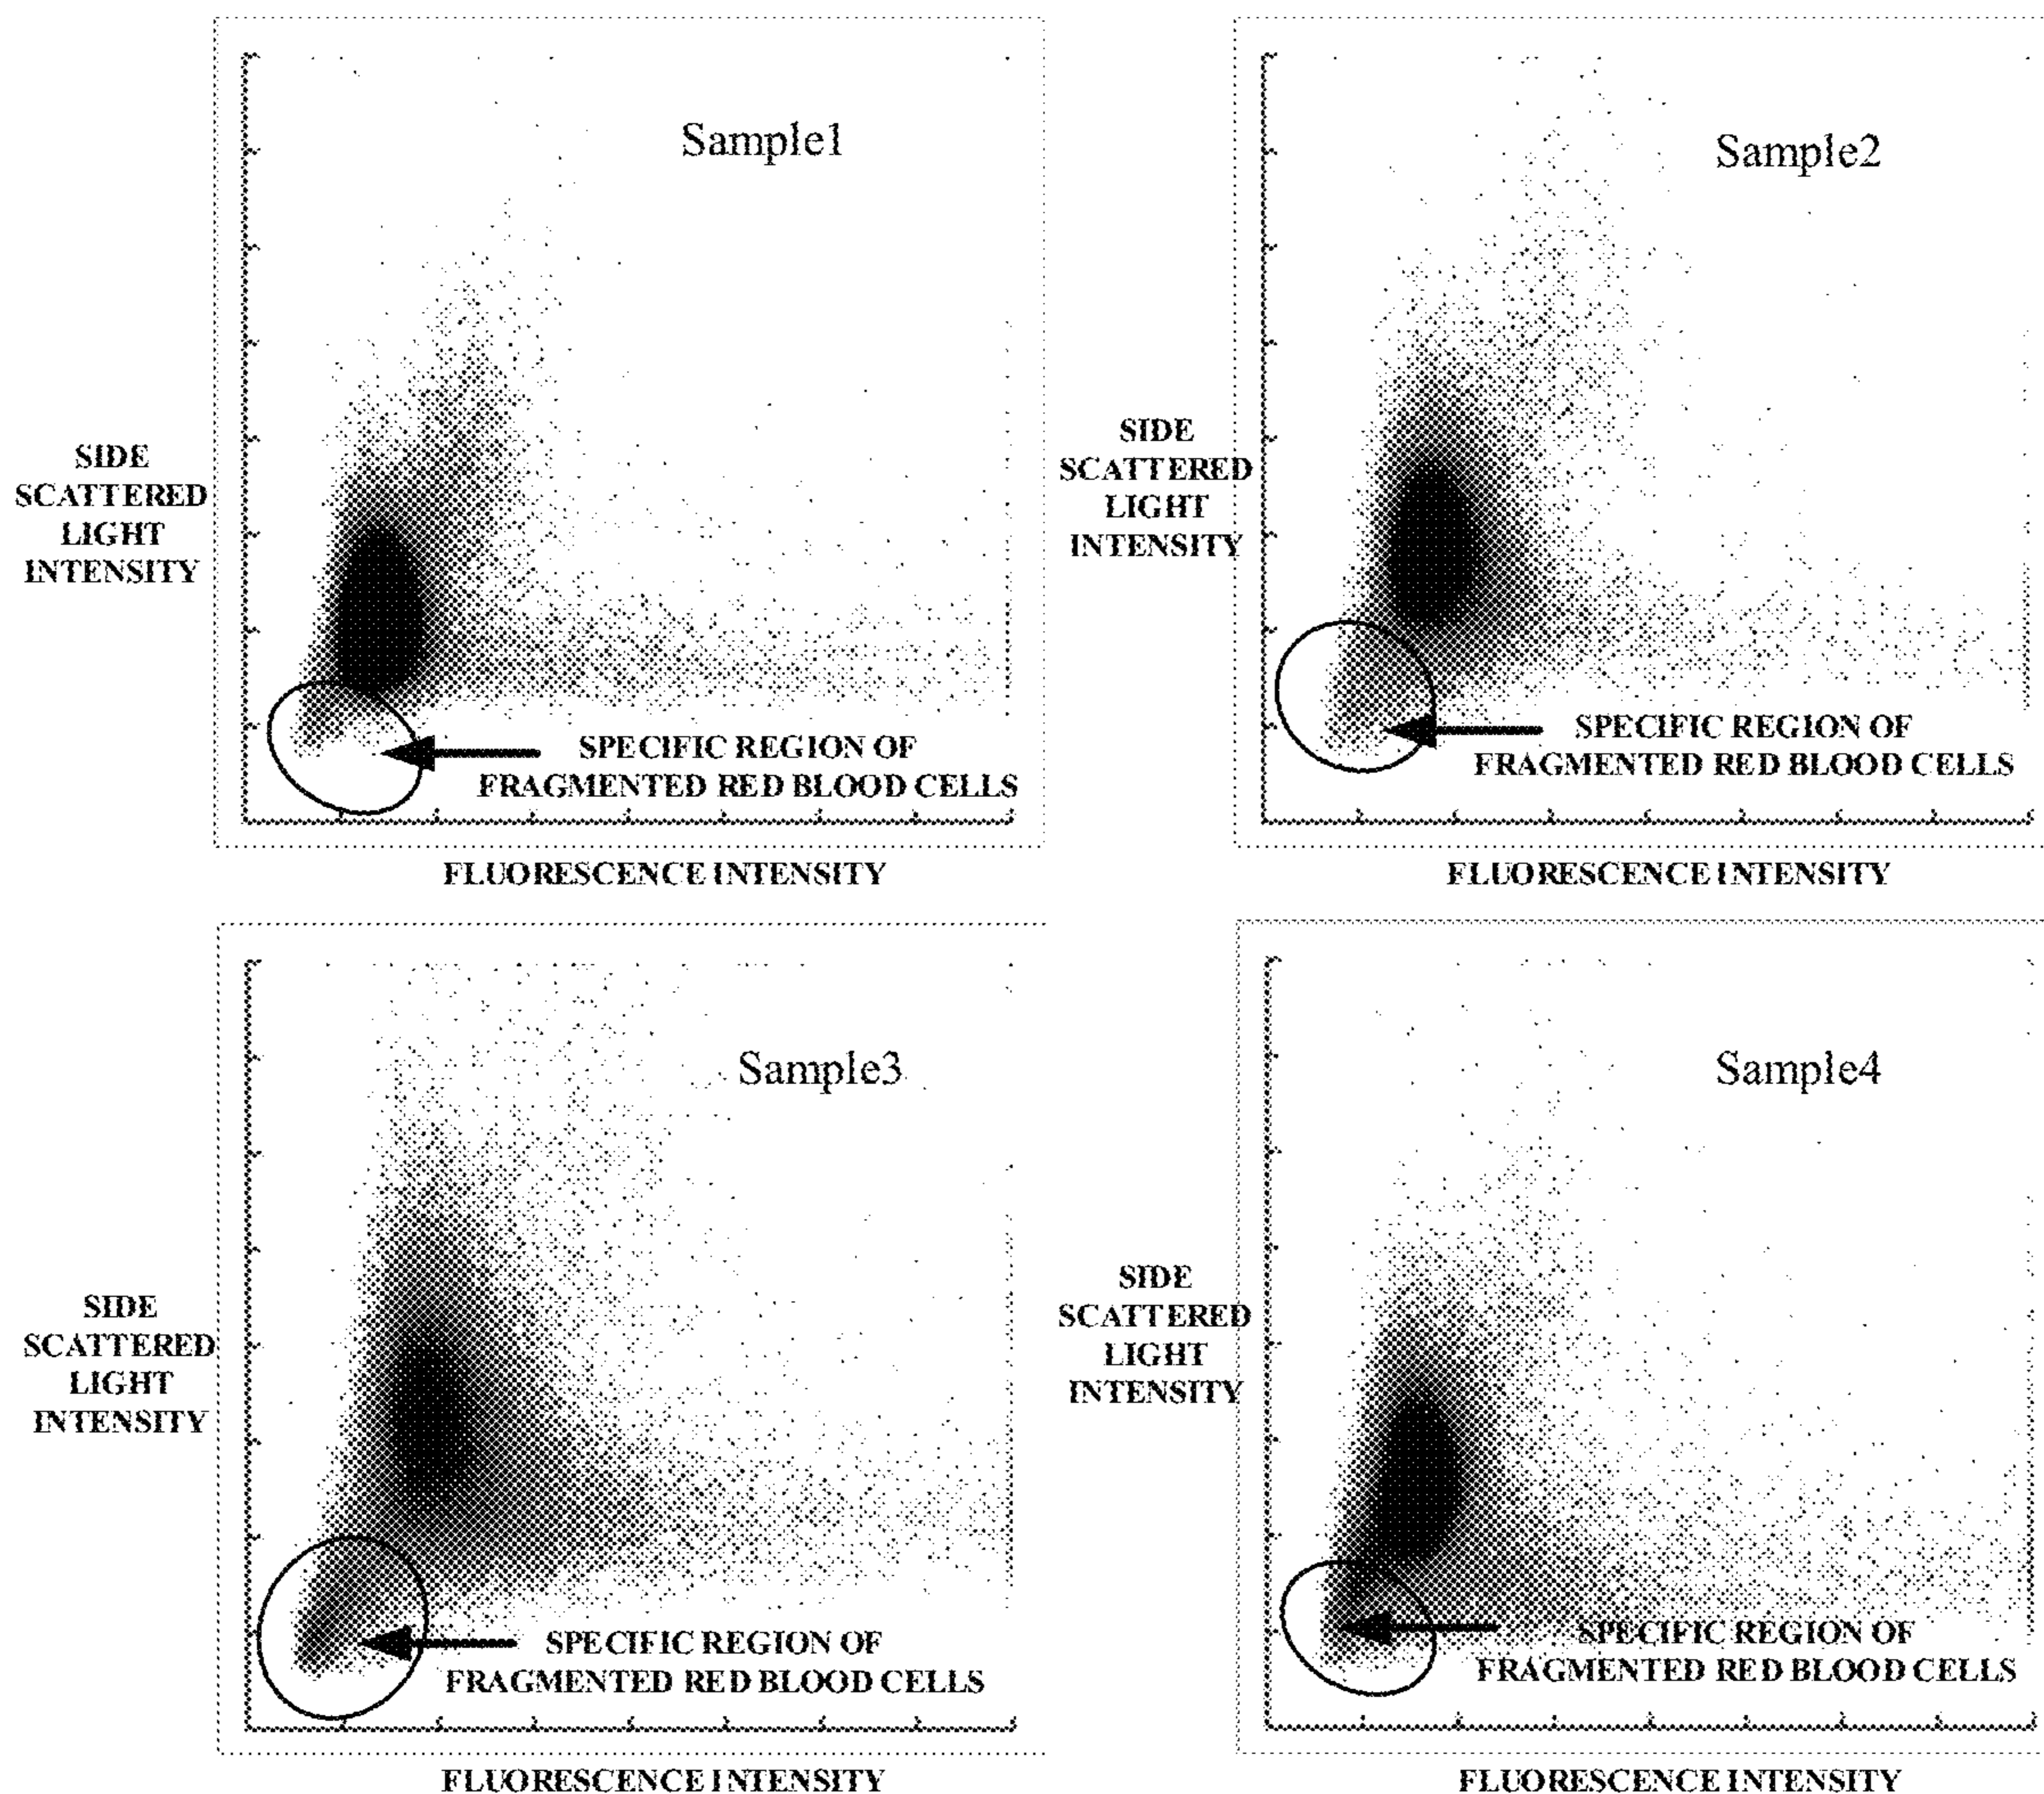 Sample1
SIDE
SCATTERED
LIGHT
INTENSITY
SPECIFIC REGION OF
FRAGMENTED RED BLOOD CELLS
FLUORESCENCE INTENSITY
Sample2
SIDE
SCATTERED
LIGHT
INTENSITY
SPECIFIC REGION OF
FRAGMENTED RED BLOOD CELLS
FLUORESCENCE INTENSITY
Sample3
SIDE
SCATTERED
LIGHT
INTENSITY
SPECIFIC REGION OF
FRAGMENTED RED BLOOD CELLS
FLUORESCENCE INTENSITY
Sample4
SIDE
SCATTERED
LIGHT
INTENSITY
SPECIFIC REGION OF
FRAGMENTED RED BLOOD CELLS
FLUORESCENCE INTENSITY